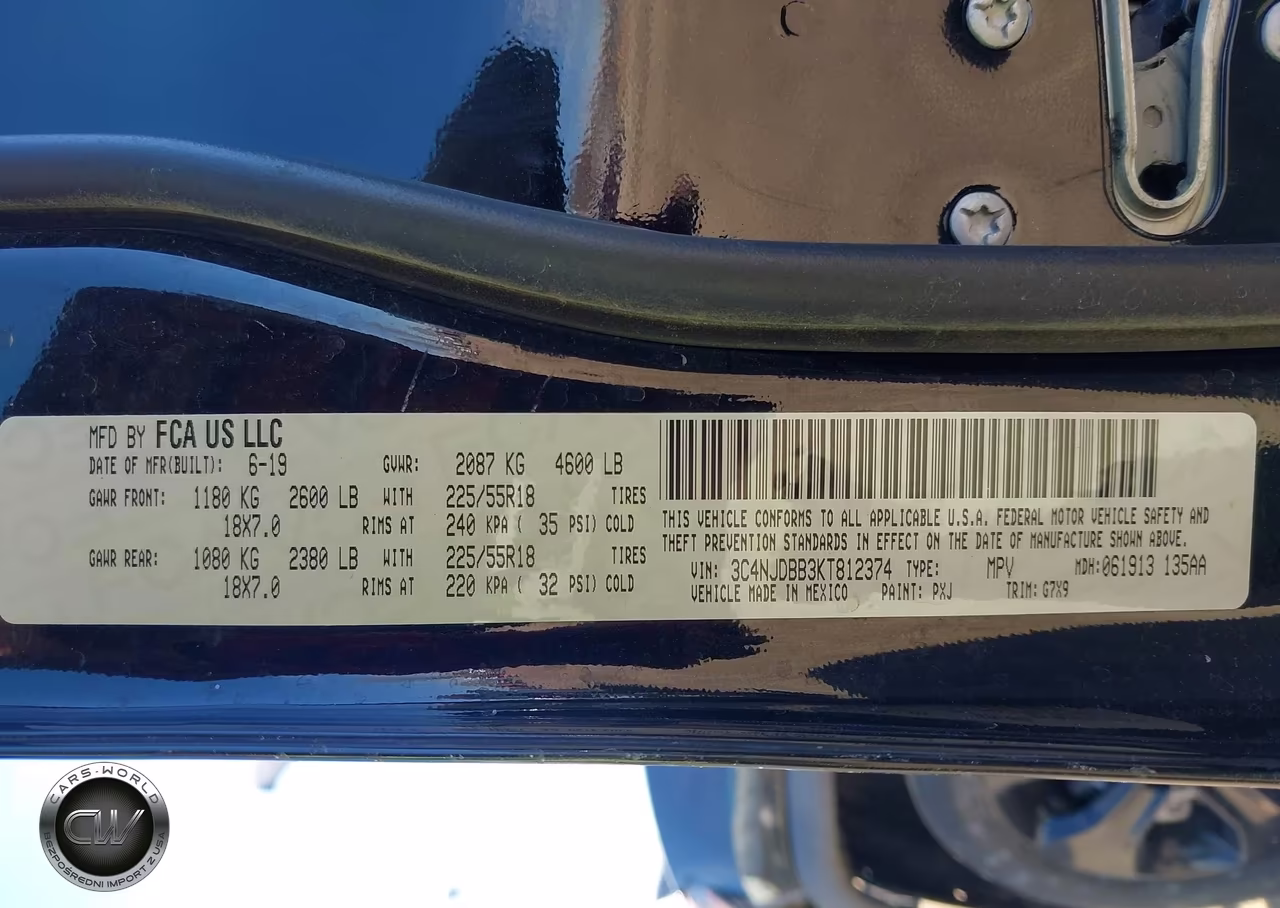 MFD BY FCA US LLC
DATE OF MFR(BUILT): 6-19 GVWR: 2087 KG 4600 LB
GAWR FRONT: 1180 KG 2600 LB WITH 225/55R18 TIRES
18X7.0 RIMS AT 240 KPA ( 35 PSI) COLD
GAWR REAR: 1080 KG 2380 LB WITH 225/55R18 TIRES
18X7.0 RIMS AT 220 KPA ( 32 PSI) COLD
THIS VEHICLE CONFORMS TO ALL APPLICABLE U.S.A. FEDERAL MOTOR VEHICLE SAFETY AND
THEFT PREVENTION STANDARDS IN EFFECT ON THE DATE OF MANUFACTURE SHOWN ABOVE.
VIN: 3C4NJDBB3KT812374 TYPE: MPV MDH:061913 135AA
VEHICLE MADE IN MEXICO PAINT: PXJ TRIM: G7X9
CARS-WORLD
CW
BEZPOŚREDNI IMPORT Z USA